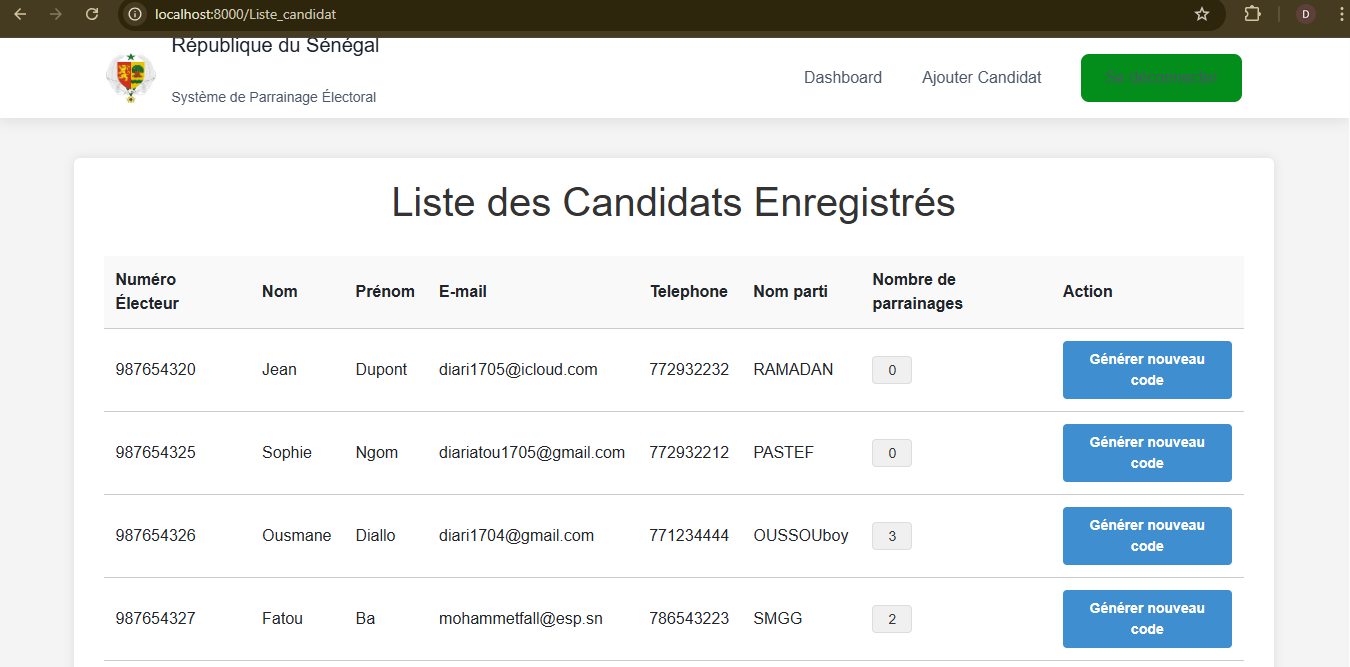 localhost:8000/Liste_candidat
D
République du Sénégal
Système de Parrainage Électoral
Dashboard
Ajouter Candidat
Se déconnecter
Liste des Candidats Enregistrés
Numéro
Électeur
Nom
Prénom
E-mail
Telephone
Nom parti
Nombre de
parrainages
Action
987654320
Jean
Dupont
diari1705@icloud.com
772932232
RAMADAN
0
Générer nouveau
code
987654325
Sophie
Ngom
diariatou1705@gmail.com
772932212
PASTEF
0
Générer nouveau
code
987654326
Ousmane
Diallo
diari1704@gmail.com
771234444
OUSSOUboy
3
Générer nouveau
code
987654327
Fatou
Ba
mohammetfall@esp.sn
786543223
SMGG
2
Générer nouveau
code